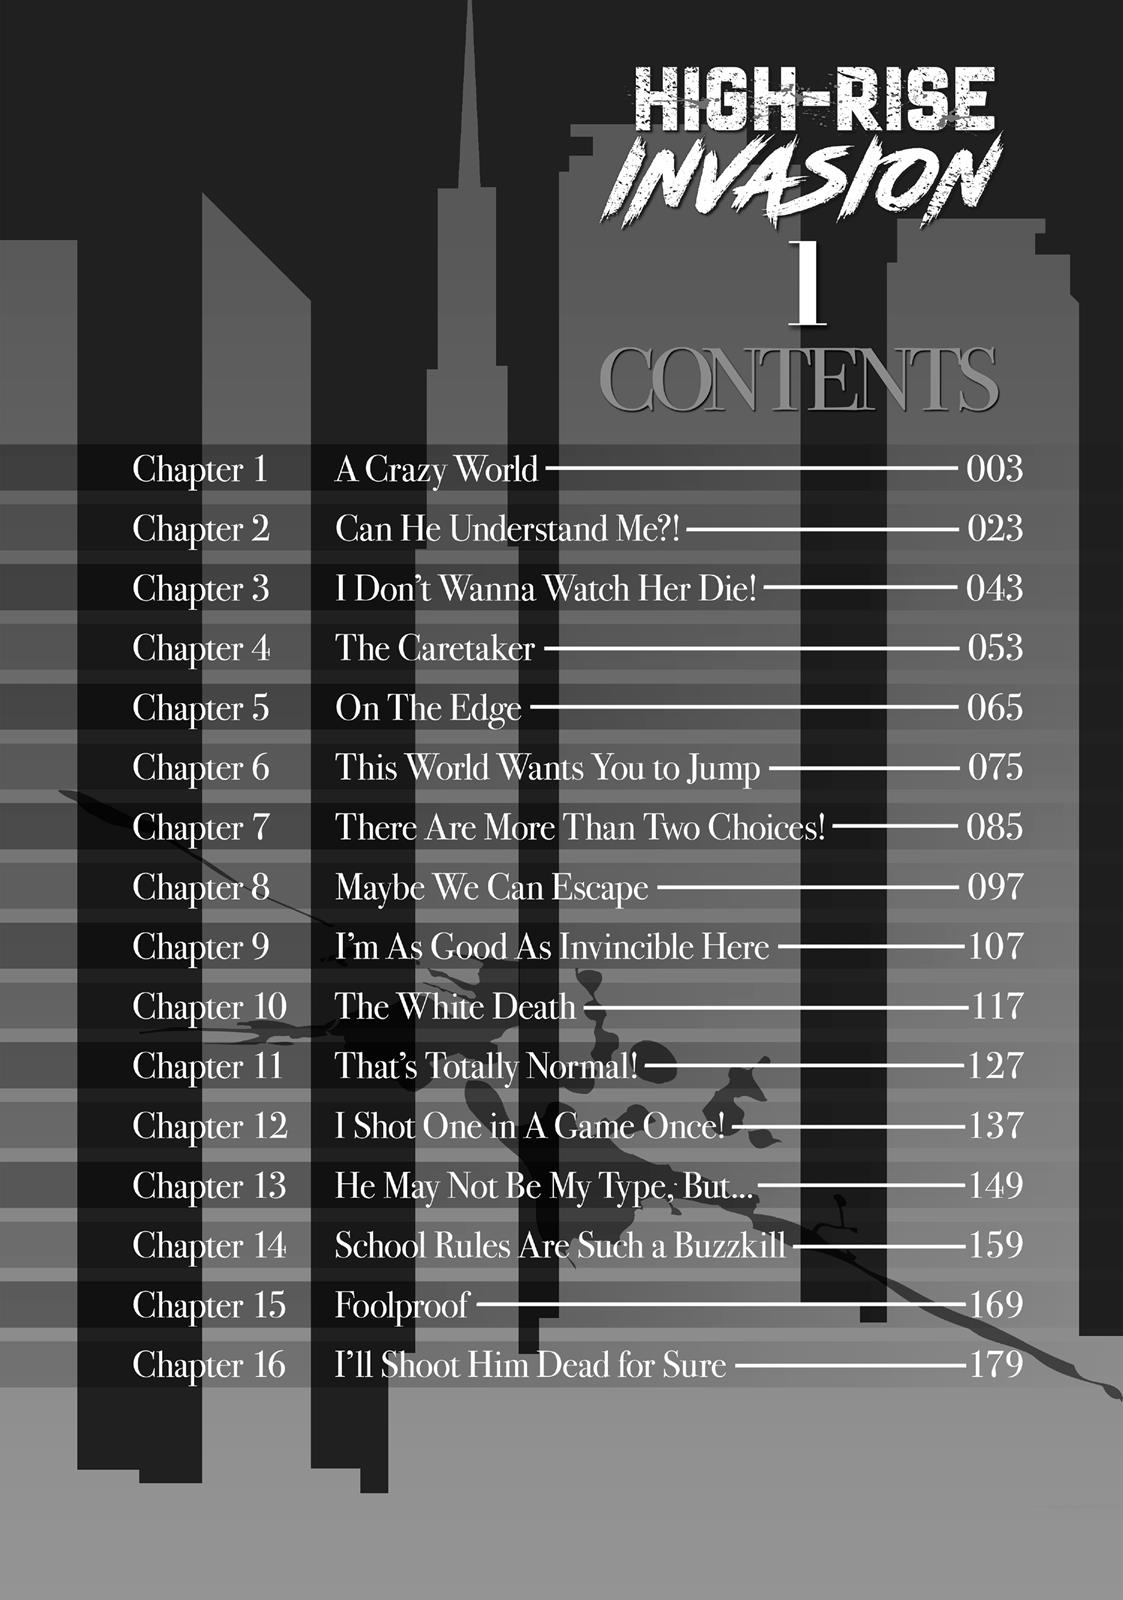 HIGH-RISE
INVASION
1
CONTENTS
Chapter 1 A Crazy World 003
Chapter 2 Can He Understand Me?! 023
Chapter 3 I Don't Wanna Watch Her Die! 043
Chapter 4 The Caretaker 053
Chapter 5 On The Edge 065
Chapter 6 This World Wants You to Jump 075
Chapter 7 There Are More Than Two Choices! 085
Chapter 8 Maybe We Can Escape 097
Chapter 9 I'm As Good As Invincible Here 107
Chapter 10 The White Death 117
Chapter 11 That's Totally Normal! 127
Chapter 12 I Shot One in A Game Once! 137
Chapter 13 He May Not Be My Type, But... 149
Chapter 14 School Rules Are Such a Buzzkill 159
Chapter 15 Foolproof 169
Chapter 16 I'll Shoot Him Dead for Sure 179